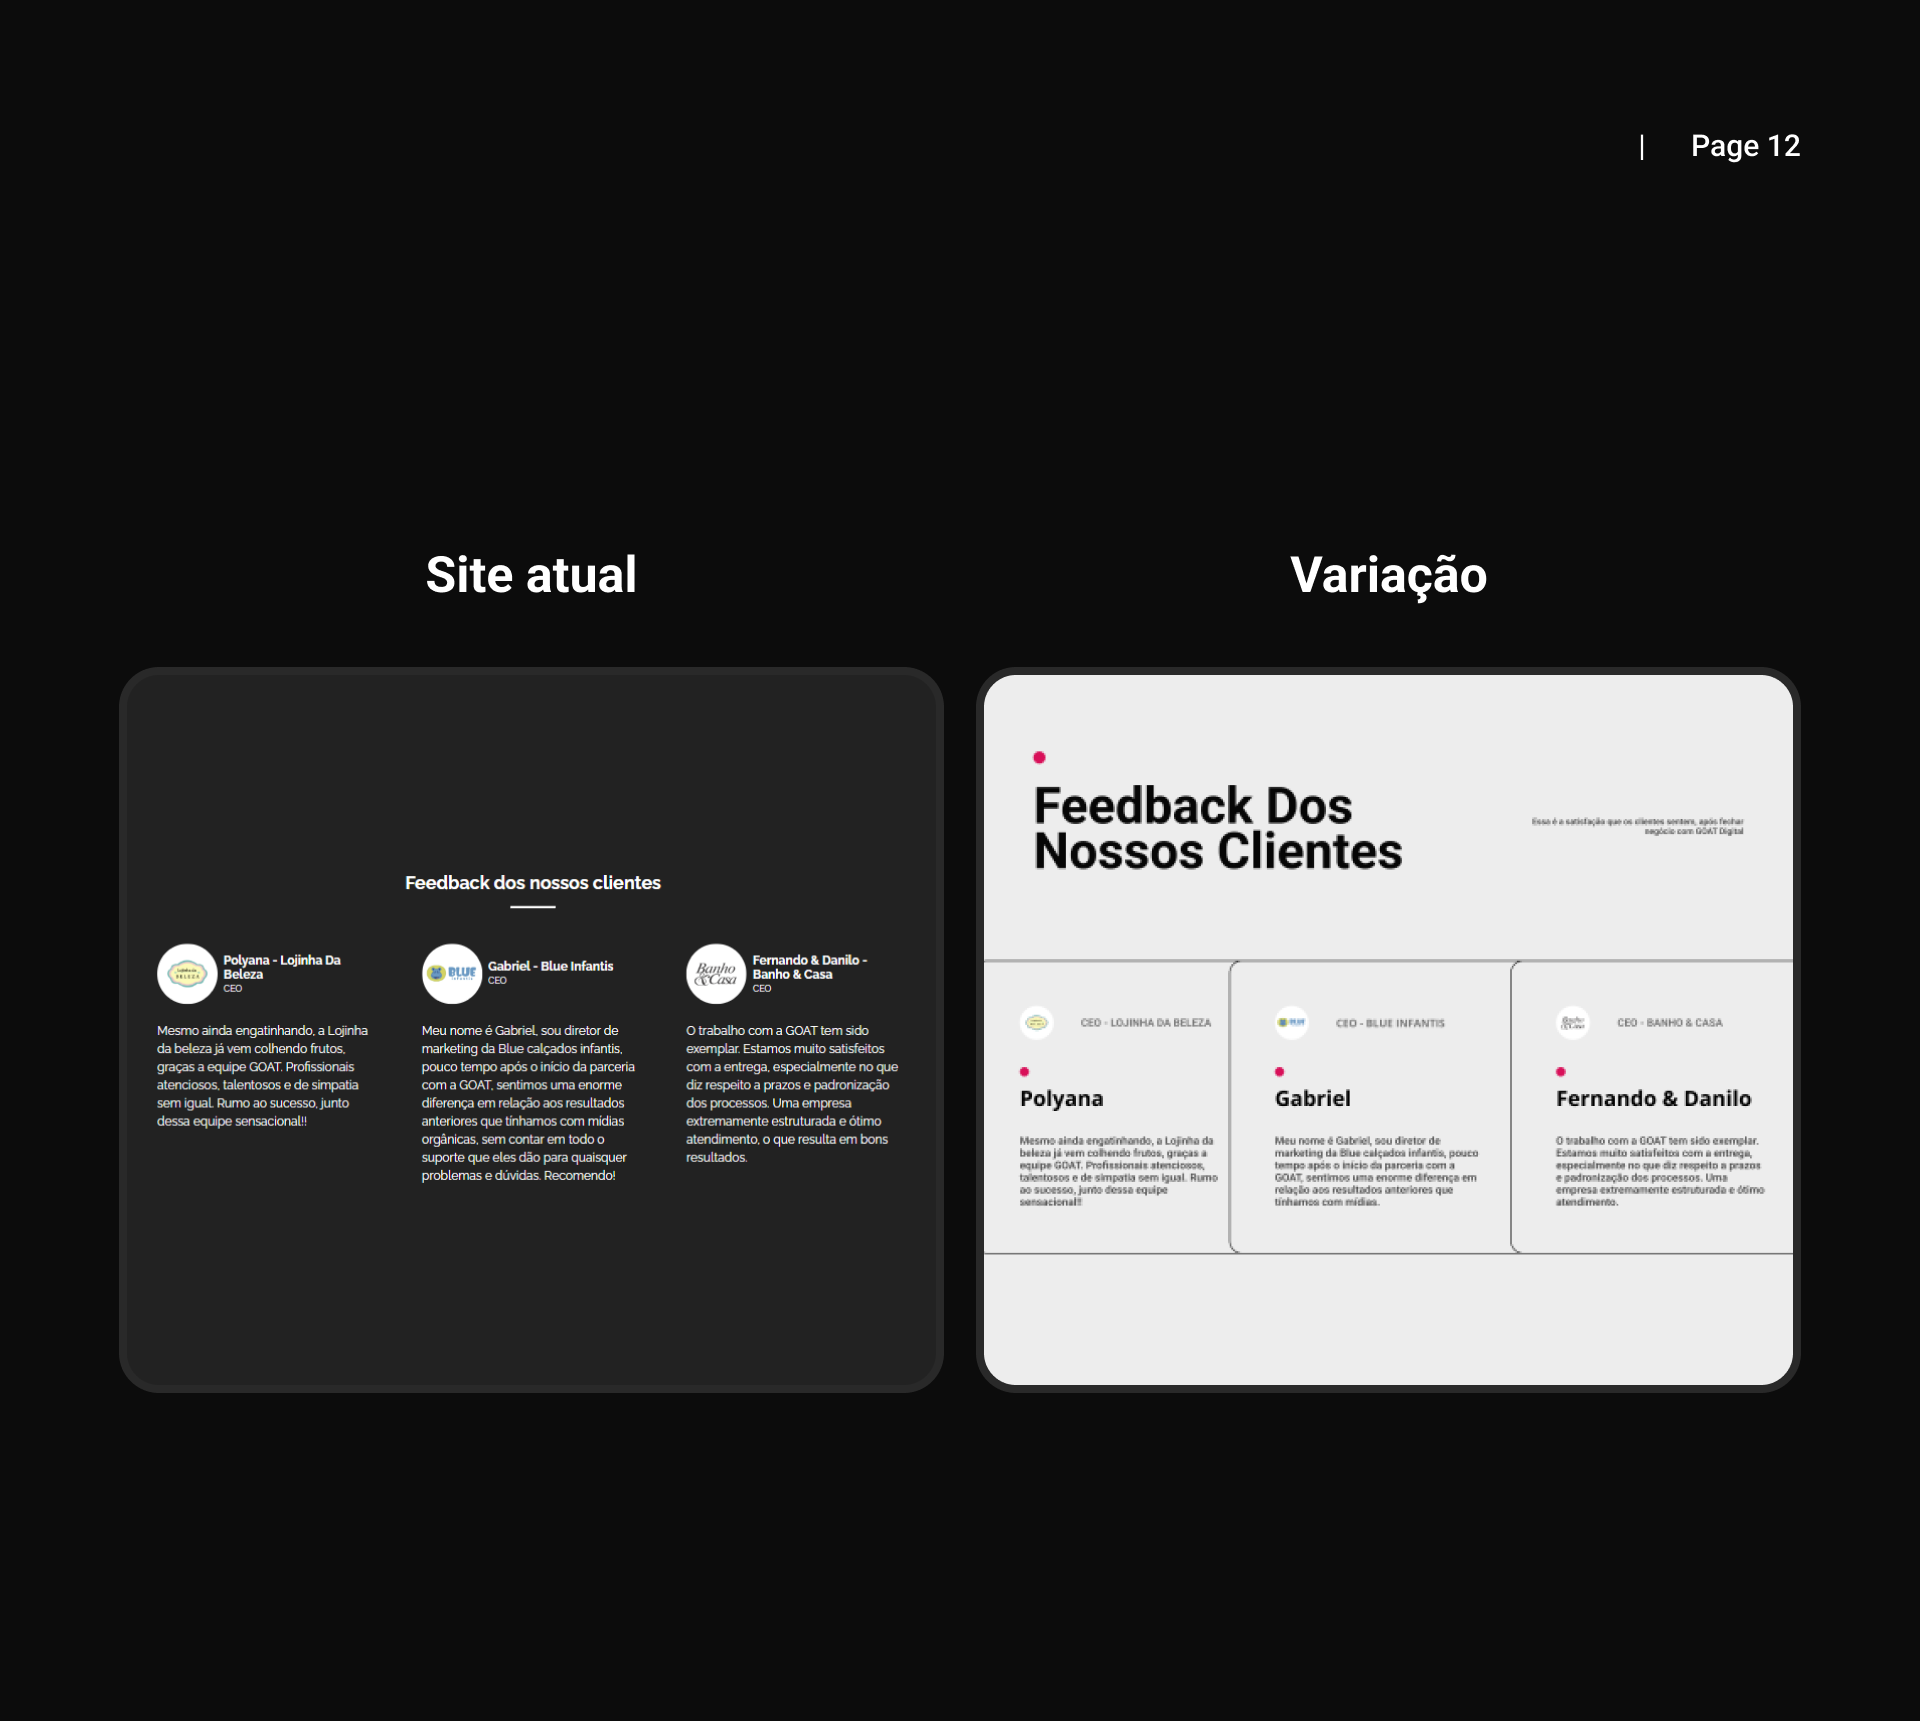 | Page 12
Site atual
Feedback dos nossos clientes
Polyana - Lojinha Da
Beleza
CEO
Mesmo ainda engatinhando, a Lojinha
da beleza já vem colhendo frutos,
graças a equipe GOAT. Profissionais
atenciosos, talentosos e de simpatia
sem igual. Rumo ao sucesso, junto
dessa equipe sensacional!!
BLUE
INFANTIS
Gabriel - Blue Infantis
CEO
Meu nome é Gabriel, sou diretor de
marketing da Blue calçados infantis,
pouco tempo após o início da parceria
com a GOAT, sentimos uma enorme
diferença em relação aos resultados
anteriores que tínhamos com mídias
orgânicas, sem contar em todo o
suporte que eles dão para quaisquer
problemas e dúvidas. Recomendo!
Banho
&Casa
Fernando & Danilo -
Banho & Casa
CEO
O trabalho com a GOAT tem sido
exemplar. Estamos muito satisfeitos
com a entrega, especialmente no que
diz respeito a prazos e padronização
dos processos. Uma empresa
extremamente estruturada e ótimo
atendimento, o que resulta em bons
resultados.
Variação
Feedback Dos
Nossos Clientes
Essa é a satisfação que os clientes sentem, após fechar
negócio com GOAT Digital
CEO - LOJINHA DA BELEZA
Polyana
Mesmo ainda engatinhando, a Lojinha da
beleza já vem colhendo frutos, graças a
equipe GOAT. Profissionais atenciosos,
talentosos e de simpatia sem igual. Rumo
ao sucesso, junto dessa equipe
sensacional!!
BLUE
CEO - BLUE INFANTIS
Gabriel
Meu nome é Gabriel, sou diretor de
marketing da Blue calçados infantis, pouco
tempo após o início da parceria com a
GOAT, sentimos uma enorme diferença em
relação aos resultados anteriores que
tínhamos com mídias.
CEO - BANHO & CASA
Fernando & Danilo
O trabalho com a GOAT tem sido exemplar.
Estamos muito satisfeitos com a entrega,
especialmente no que diz respeito a prazos
e padronização dos processos. Uma
empresa extremamente estruturada e ótimo
atendimento.